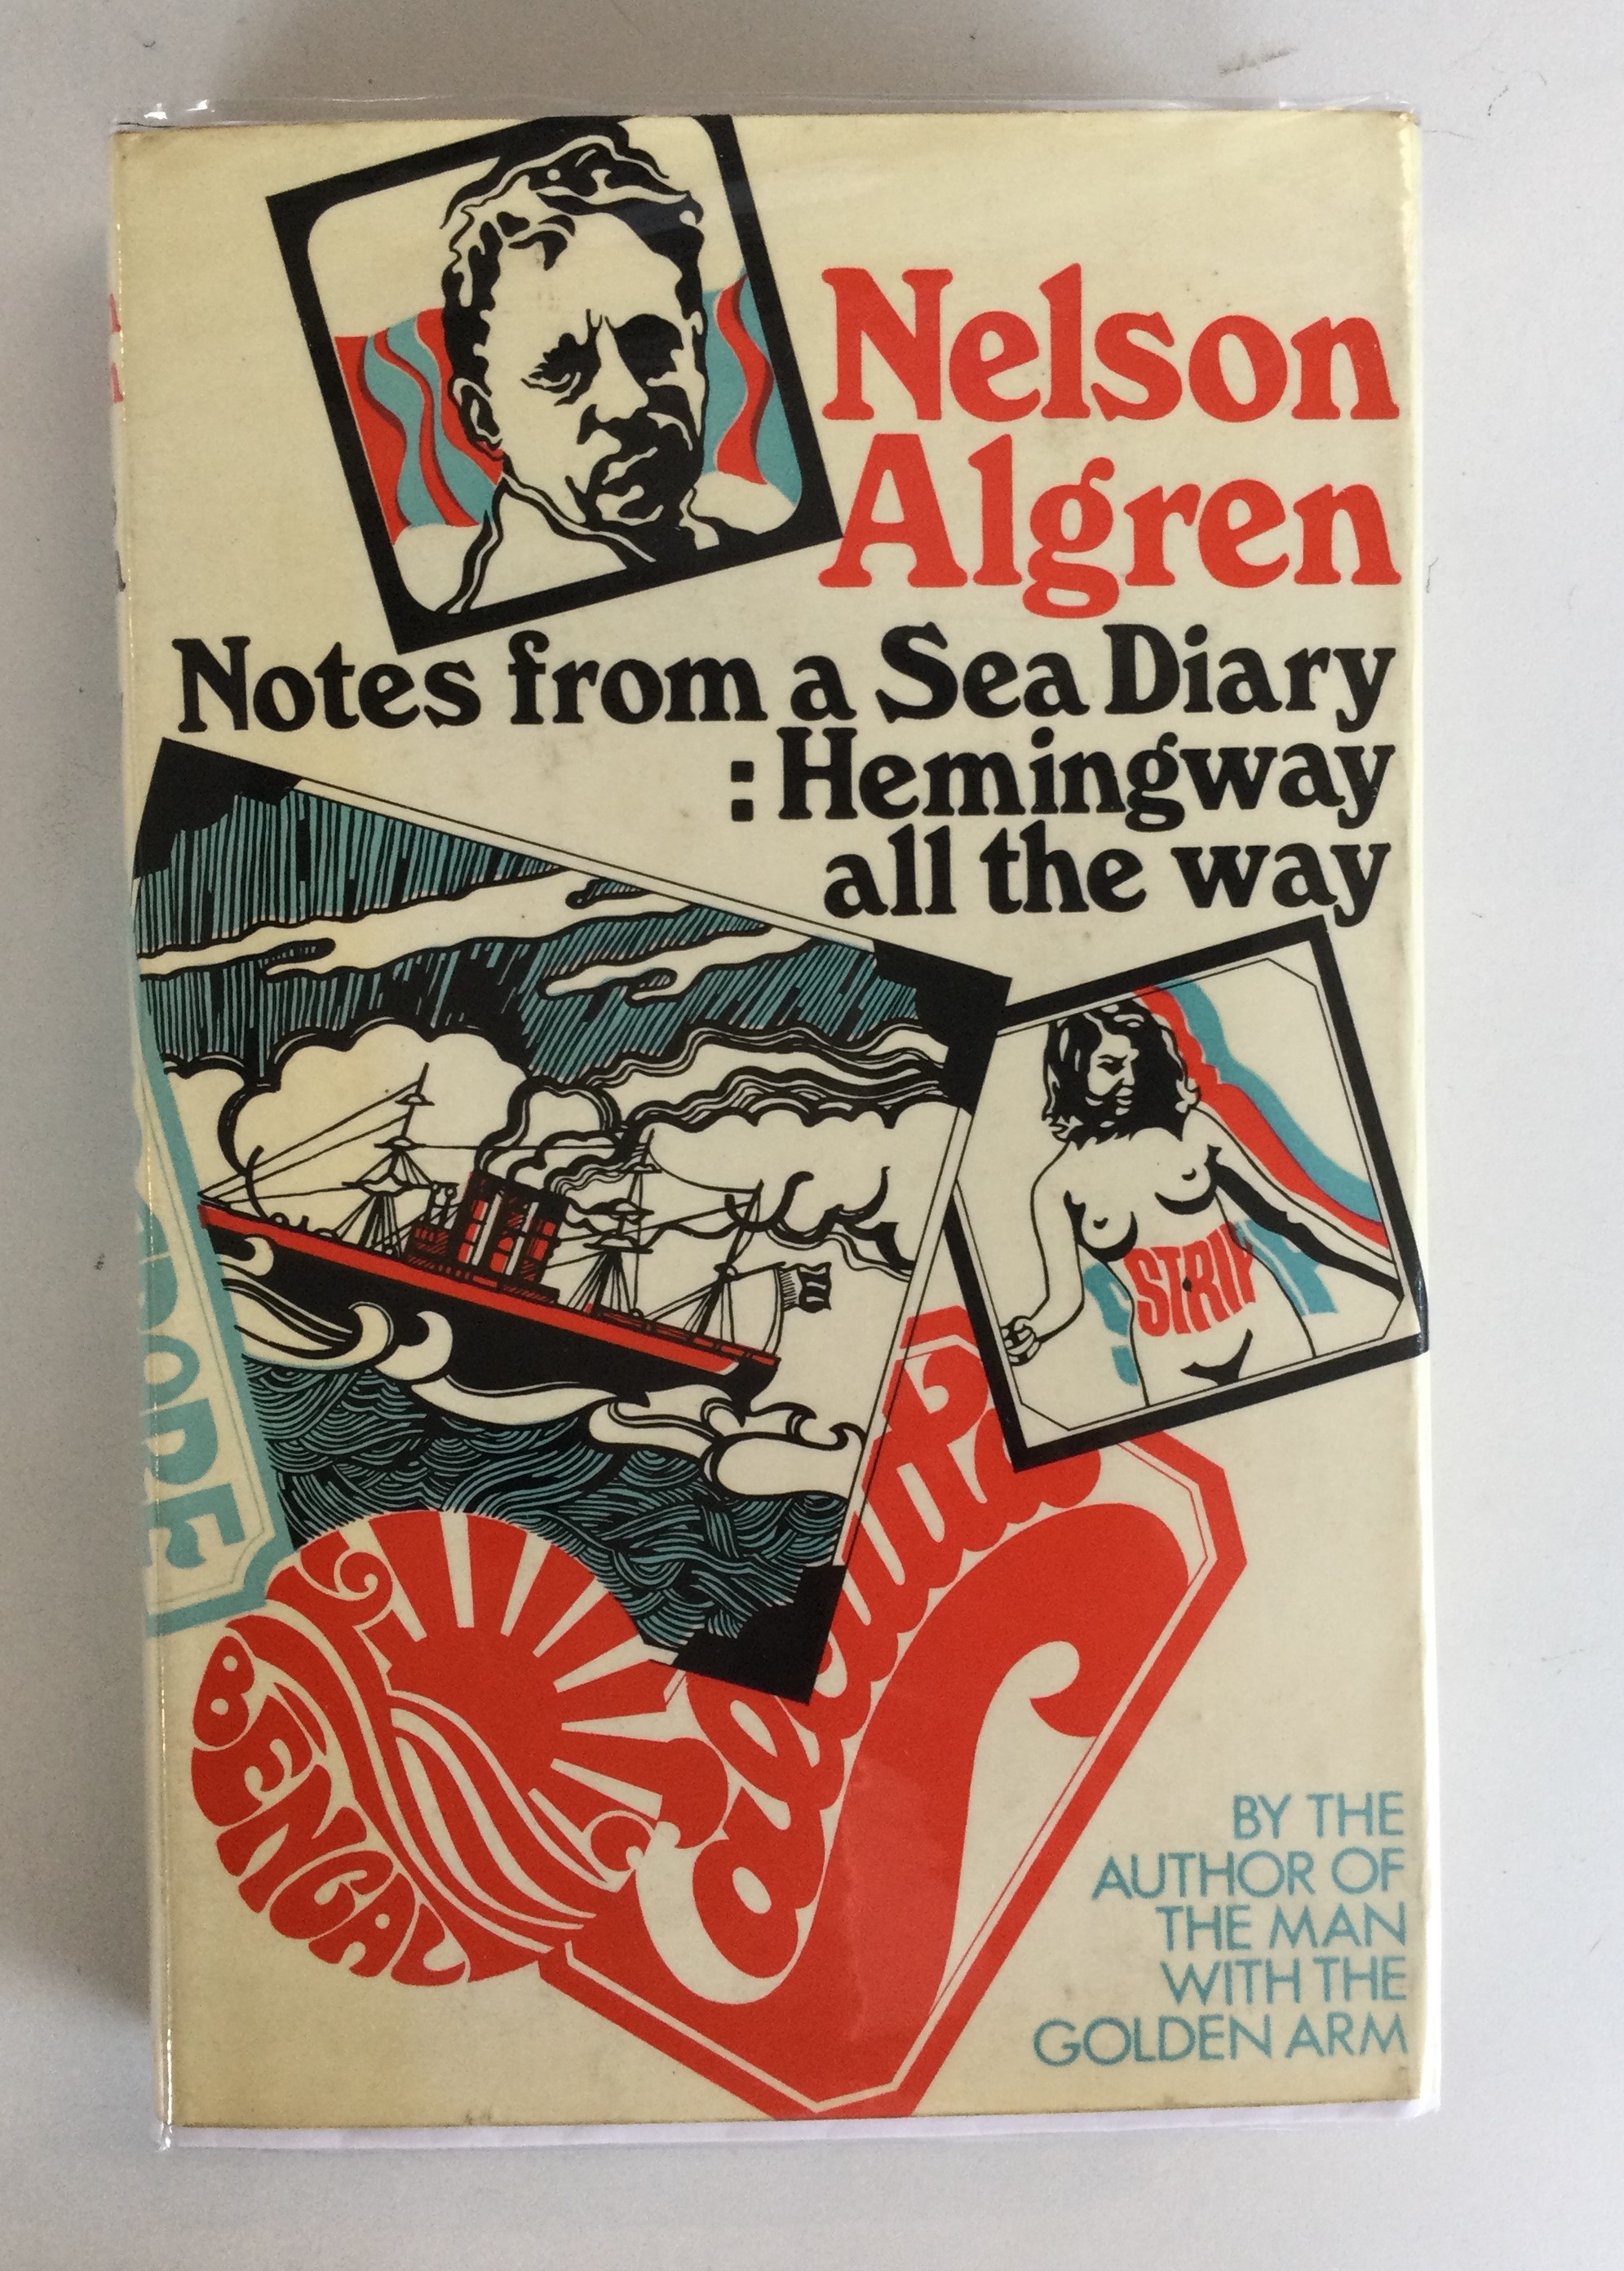 Nelson
Algren
Notes from a Sea Diary
: Hemingway
all the way
STRIP
BENGAL
BY THE
AUTHOR OF
THE MAN
WITH THE
GOLDEN ARM